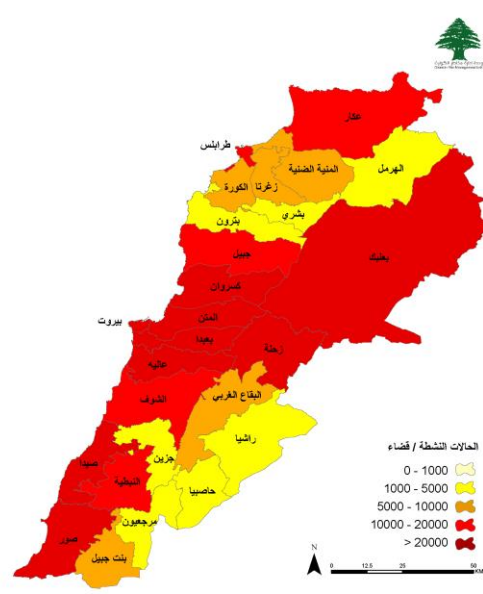 عكار
طرابلس
الهرمل
المنية الضنية
زغرتا
الكورة
بشري
بترون
بعلبك
جبيل
كسروان
بيروت
المتن
بعبدا
زحلة
عاليه
البقاع الغربي
الشوف
راشيا
جزين
صيدا
النبطية
حاصبيا
مرجعيون
صور
بنت جبيل
الحالات النشطة / قضاء
0 - 1000
1000 - 5000
5000 - 10000
10000 - 20000
> 20000
N
0 12.5 25 50
KM